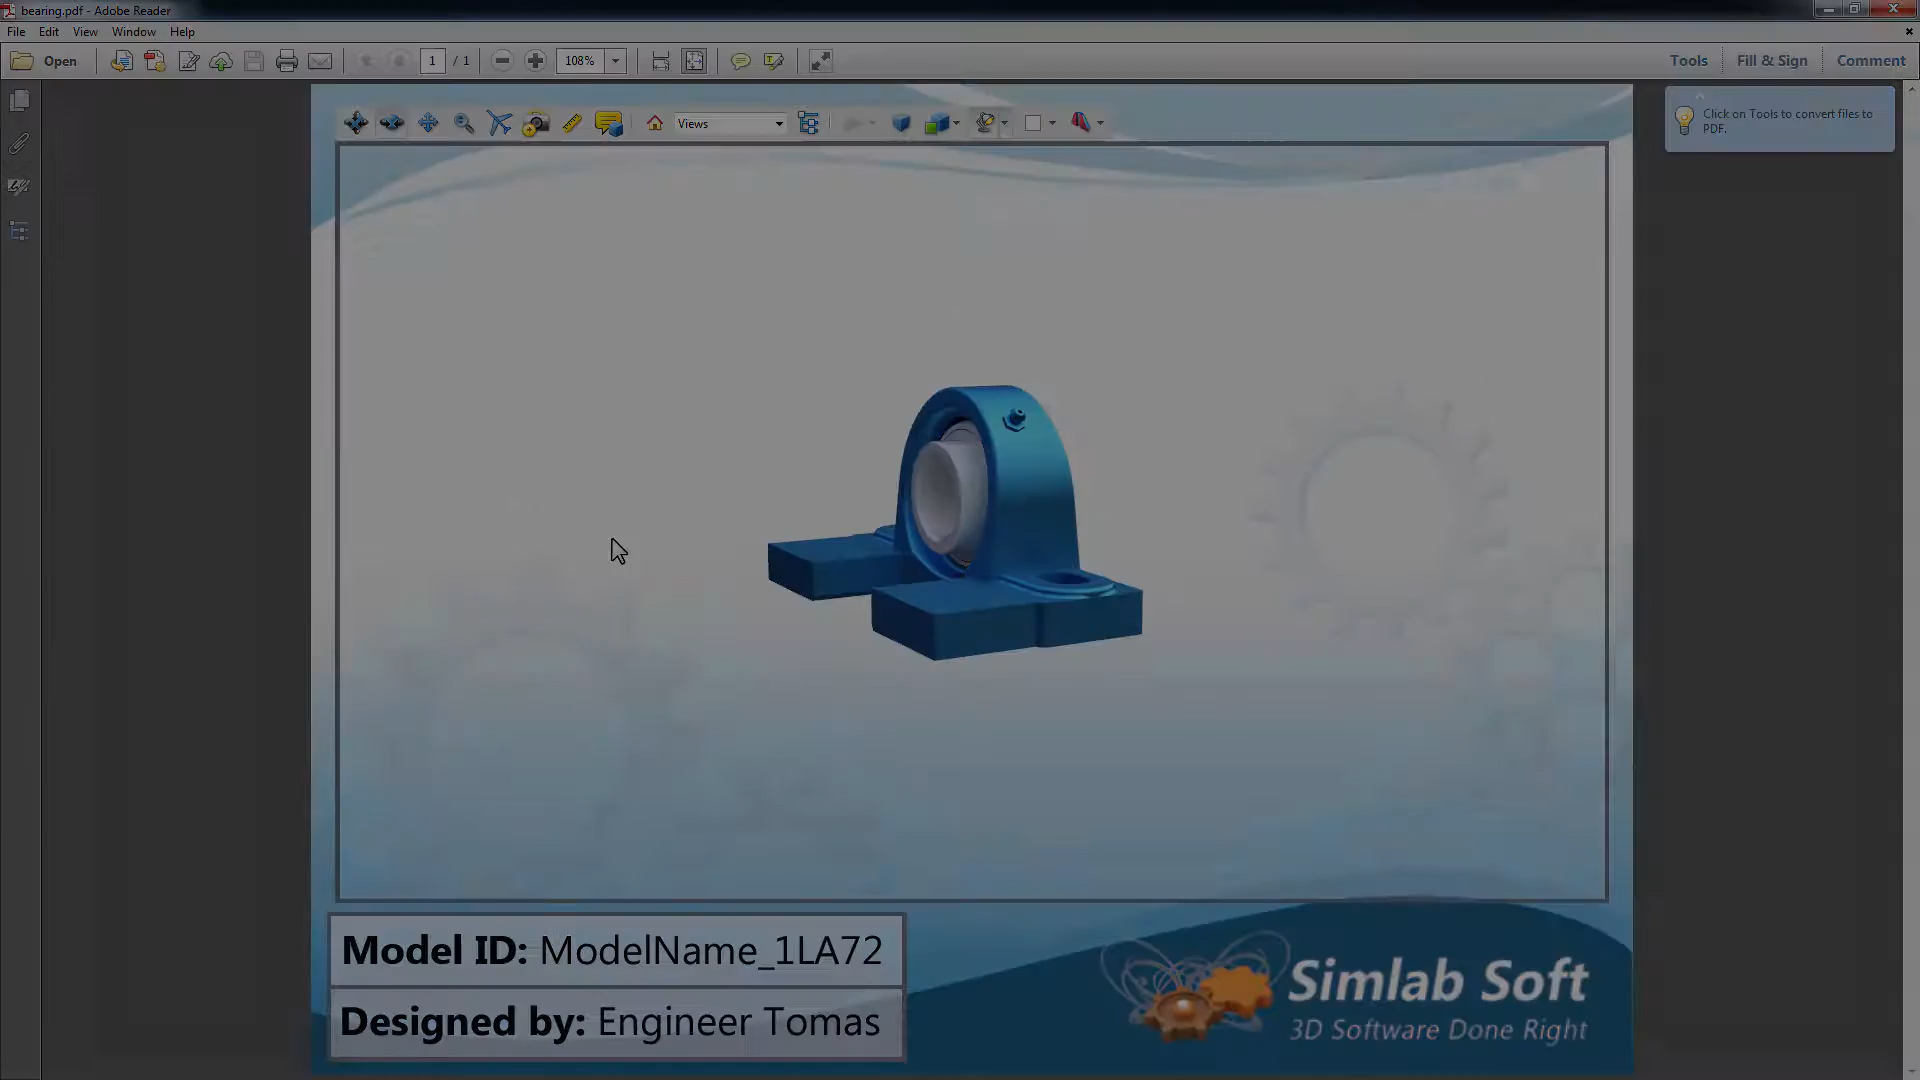 bearing.pdf - Adobe Reader
File Edit View Window Help
Open 1 / 1 108% Tools Fill & Sign Comment
Views
Click on Tools to convert files to
PDF.
Model ID: ModelName_1LA72
Designed by: Engineer Tomas
Simlab Soft
3D Software Done Right